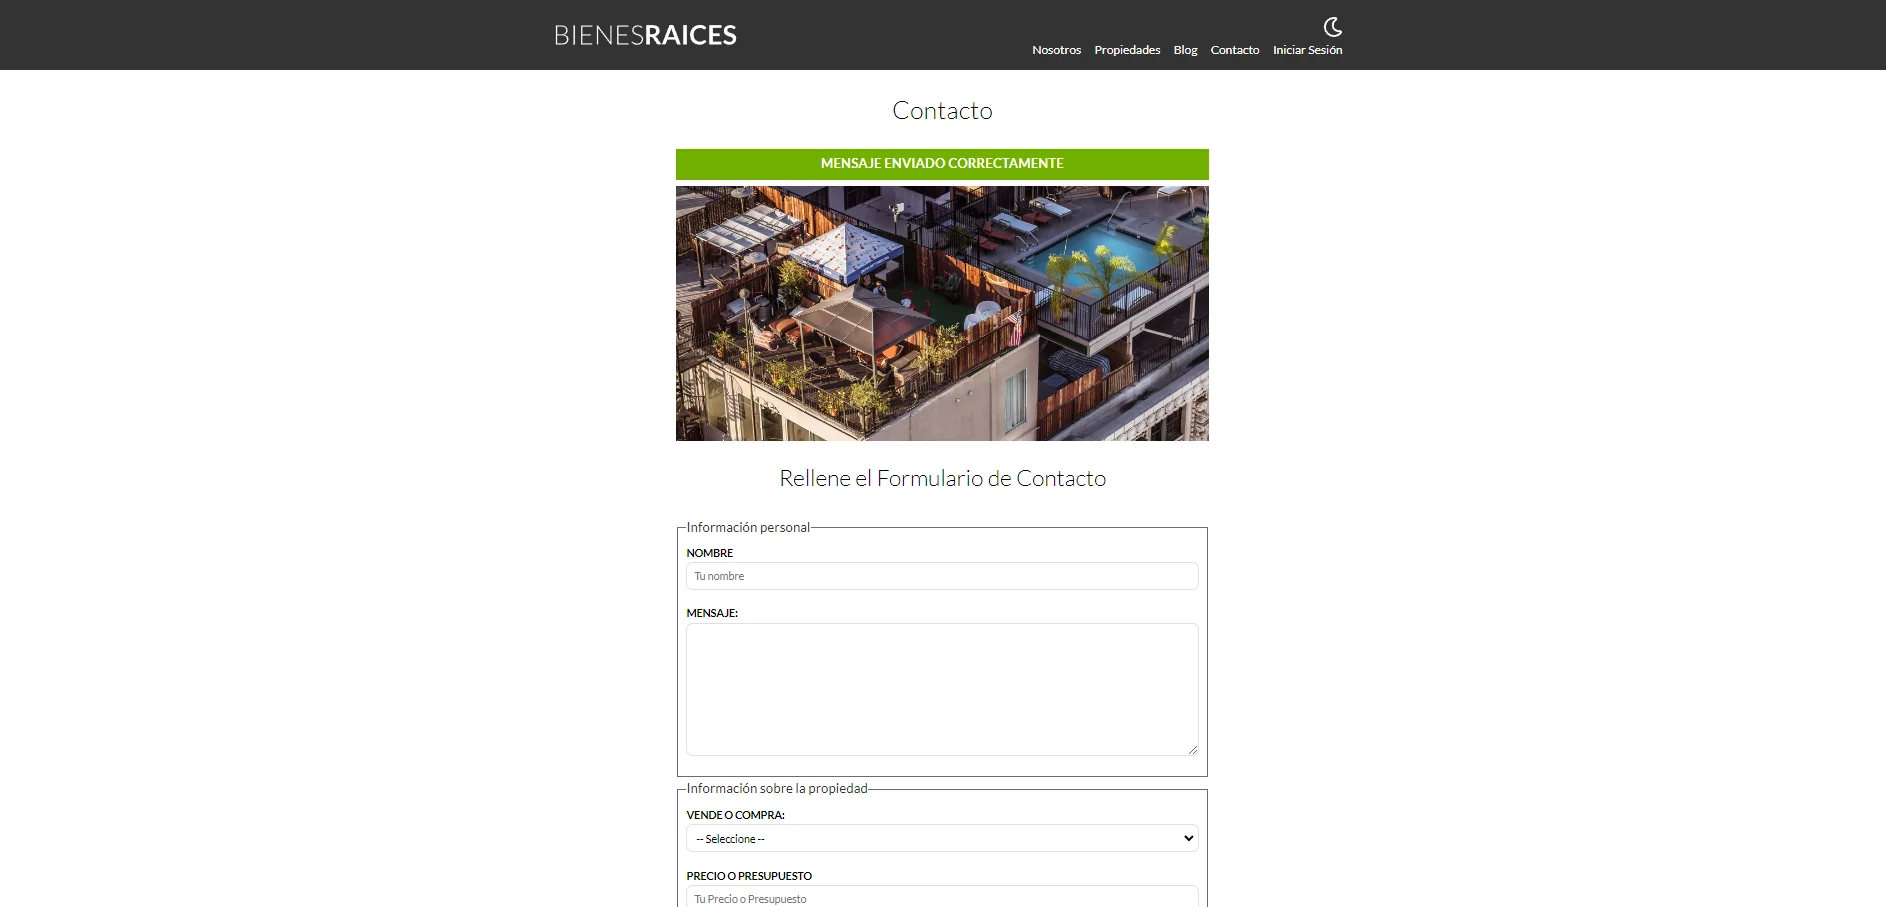 BIENESRAICES
Nosotros Propiedades Blog Contacto Iniciar Sesión
Contacto
MENSAJE ENVIADO CORRECTAMENTE
Rellene el Formulario de Contacto
Información personal
NOMBRE
Tu nombre
MENSAJE:
Información sobre la propiedad
VENDE O COMPRA:
-- Seleccione --
PRECIO O PRESUPUESTO
Tu Precio o Presupuesto